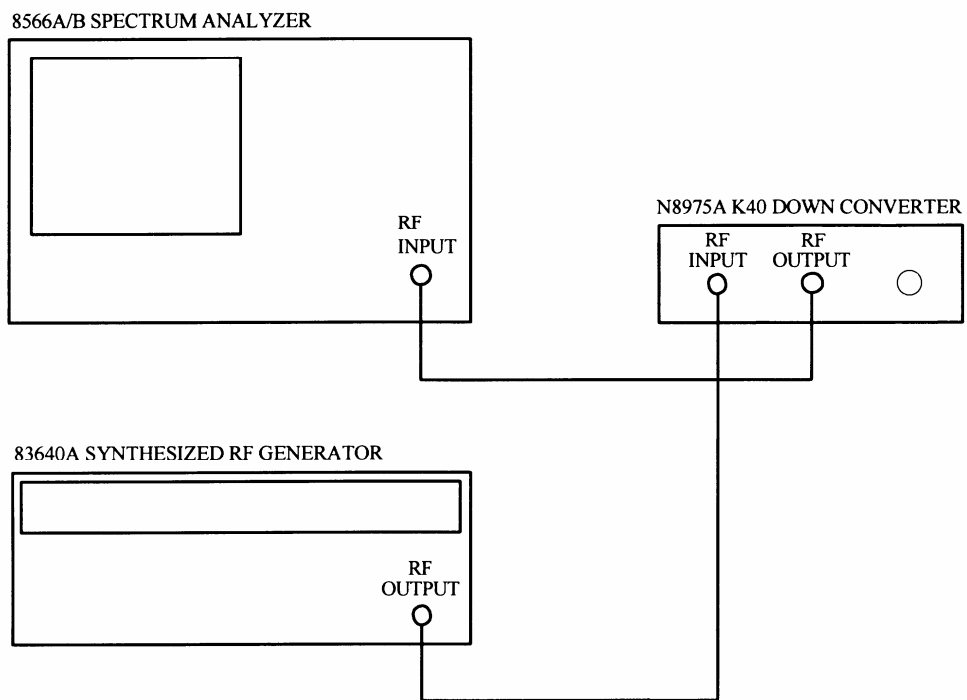 8566A/B SPECTRUM ANALYZER
RF
INPUT
N8975A K40 DOWN CONVERTER
RF
INPUT
RF
OUTPUT
83640A SYNTHESIZED RF GENERATOR
RF
OUTPUT